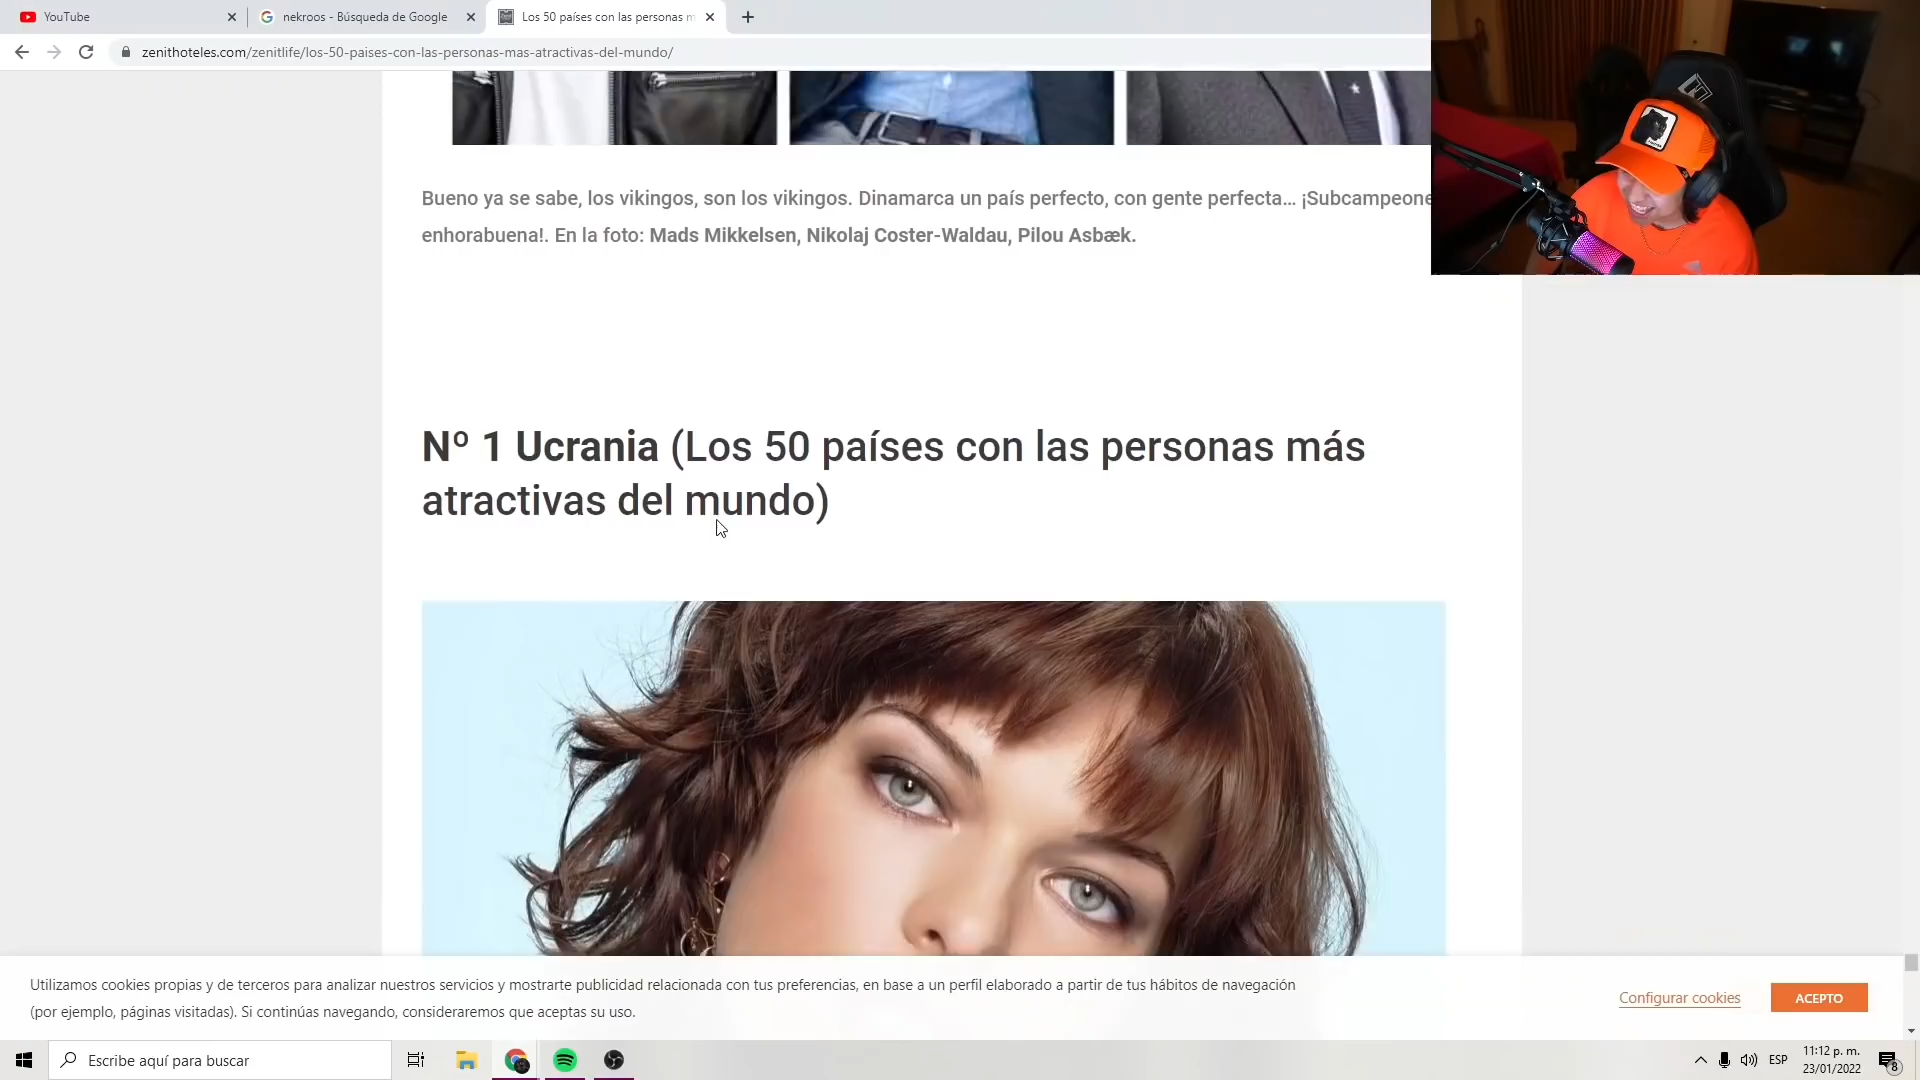 YouTube
nekroos - Búsqueda de Google
Los 50 países con las personas m
zenithoteles.com/zenitlife/los-50-paises-con-las-personas-mas-atractivas-del-mundo/
Bueno ya se sabe, los vikingos, son los vikingos. Dinamarca un país perfecto, con gente perfecta... ¡Subcampeone
enhorabuena!. En la foto: Mads Mikkelsen, Nikolaj Coster-Waldau, Pilou Asbæk.
Nº 1 Ucrania (Los 50 países con las personas más
atractivas del mundo)
Utilizamos cookies propias y de terceros para analizar nuestros servicios y mostrarte publicidad relacionada con tus preferencias, en base a un perfil elaborado a partir de tus hábitos de navegación
(por ejemplo, páginas visitadas). Si continúas navegando, consideraremos que aceptas su uso.
Configurar cookies
ACEPTO
Escribe aquí para buscar
ESP
11:12 p. m.
23/01/2022
8